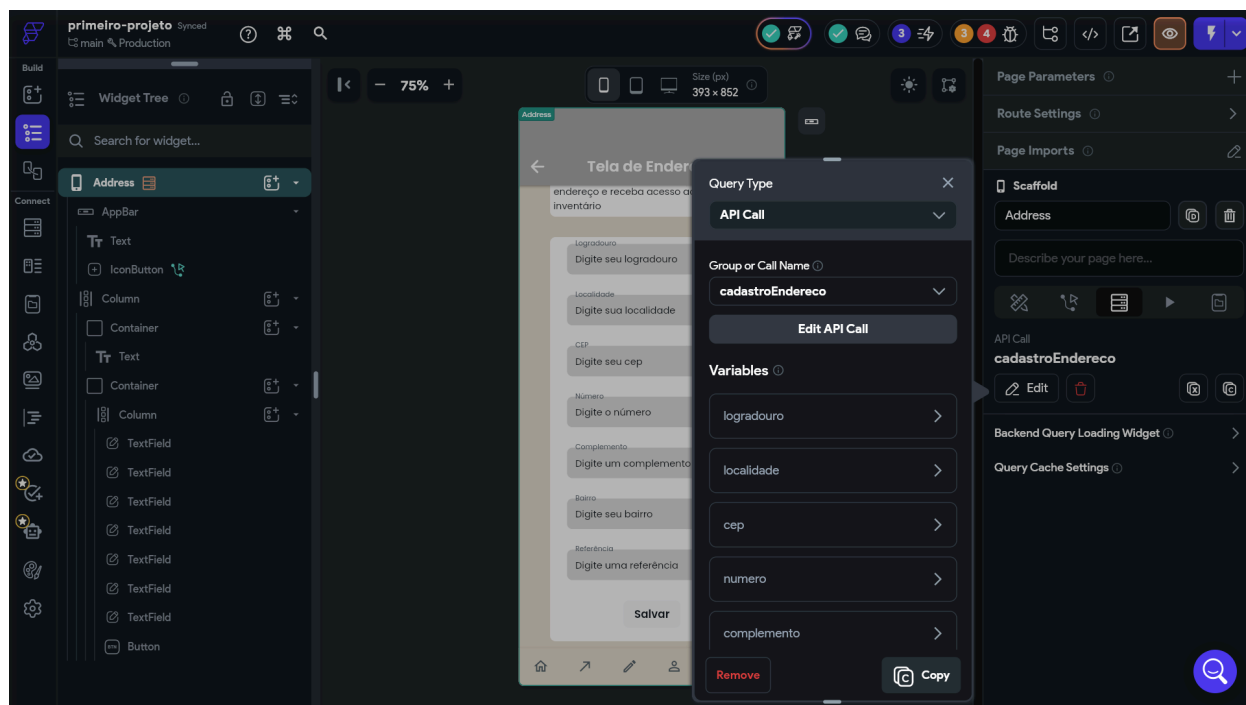 primeiro-projeto Synced
main Production
3
3
4
Build
Widget Tree
75%
Size (px)
393 × 852
Page Parameters
Route Settings
Search for widget...
Page Imports
Address
Address
Tela de Ender
Query Type
Scaffold
Connect
endereço e receba acesso a
inventário
AppBar
API Call
Address
Text
Logradouro
Digite seu logradouro
Describe your page here...
IconButton
Group or Call Name
Column
Localidade
Digite sua localidade
cadastroEndereco
Container
Edit API Call
API Call
cadastroEndereco
Text
CEP
Digite seu cep
Variables
Container
Edit
Column
Número
Digite o número
logradouro
TextField
Complemento
Digite um complemento
Backend Query Loading Widget
TextField
localidade
Query Cache Settings
TextField
Bairro
Digite seu bairro
TextField
cep
TextField
Referência
Digite uma referência
TextField
numero
TextField
Salvar
complemento
BTN
Button
Remove
Copy